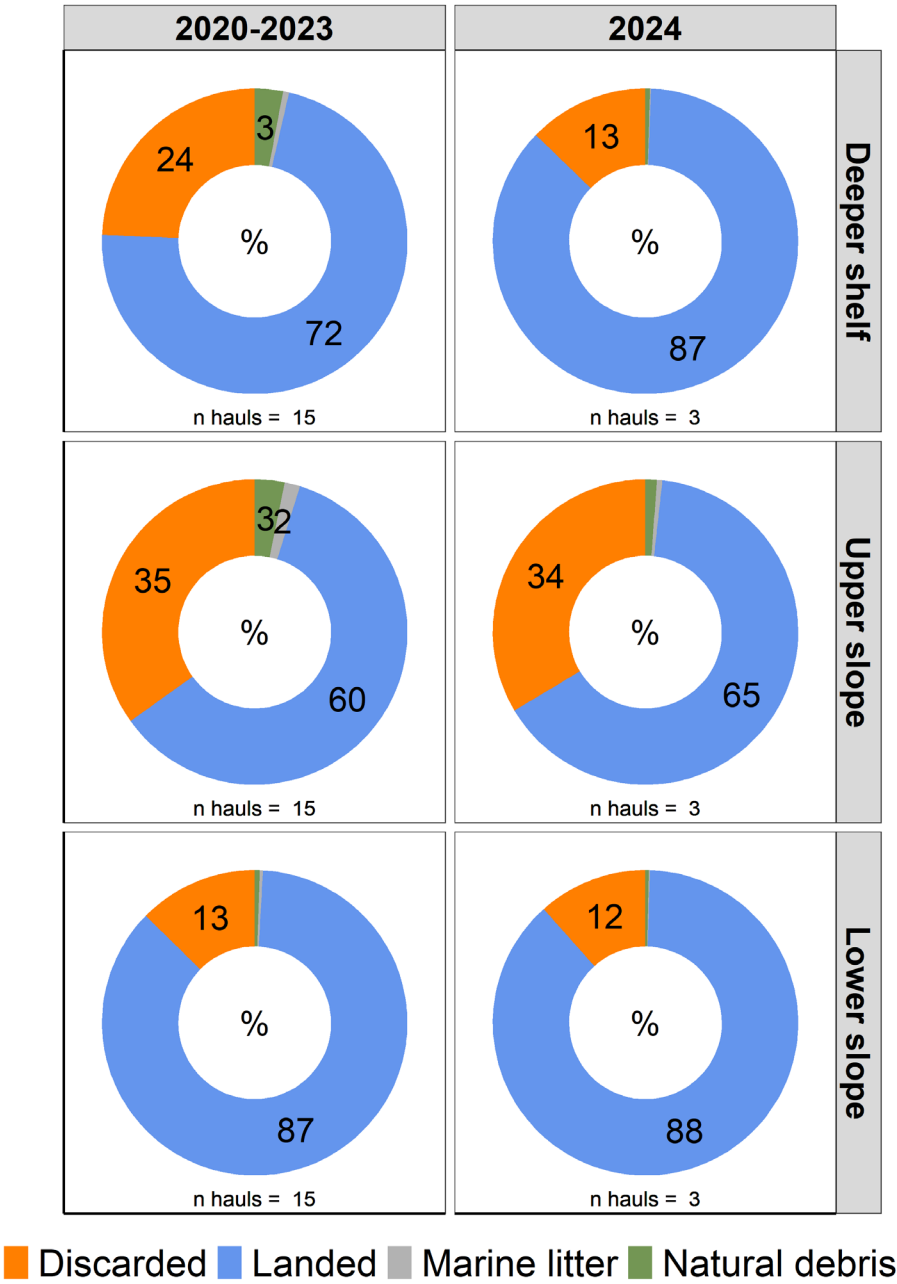 2020-2023
2024
3
24
%
72
n hauls = 15
13
%
87
n hauls = 3
Deeper shelf
3
2
35
%
60
n hauls = 15
34
%
65
n hauls = 3
Upper slope
13
%
87
n hauls = 15
12
%
88
n hauls = 3
Lower slope
Discarded Landed Marine litter Natural debris